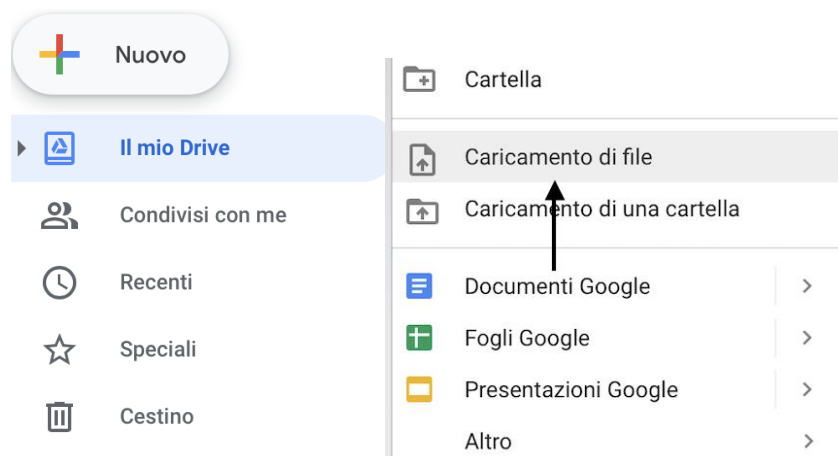 Nuovo
Il mio Drive
Condivisi con me
Recenti
Speciali
Cestino
Cartella
Caricamento di file
Caricamento di una cartella
Documenti Google
Fogli Google
Presentazioni Google
Altro